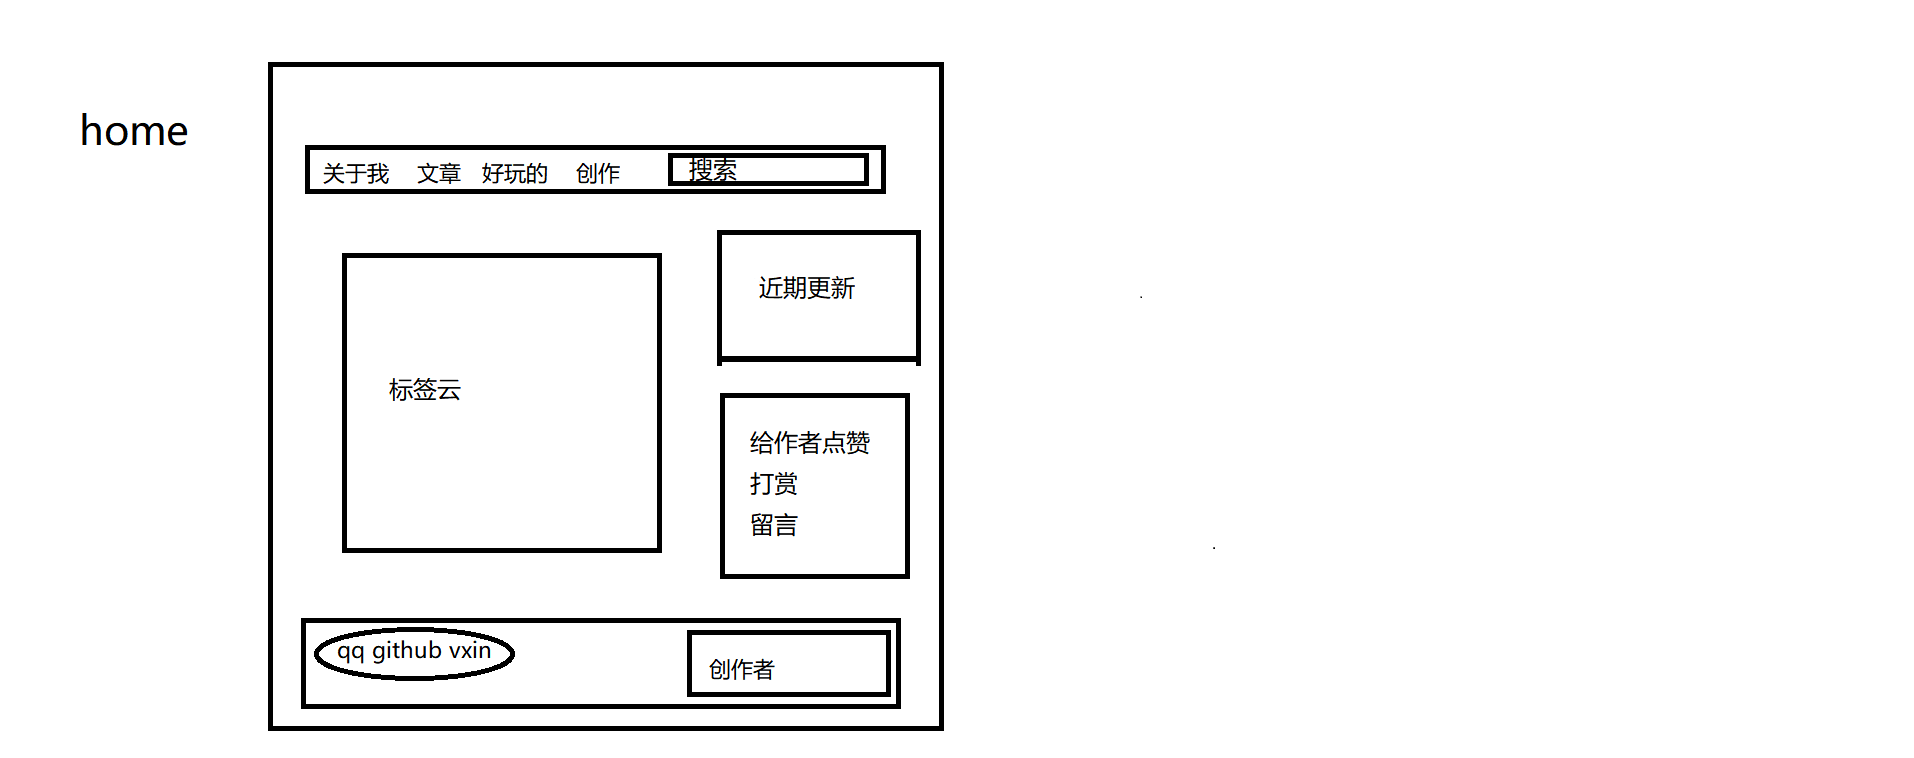 home
关于我 文章 好玩的 创作 搜索
近期更新
标签云
给作者点赞
打赏
留言
qq github vxin
创作者